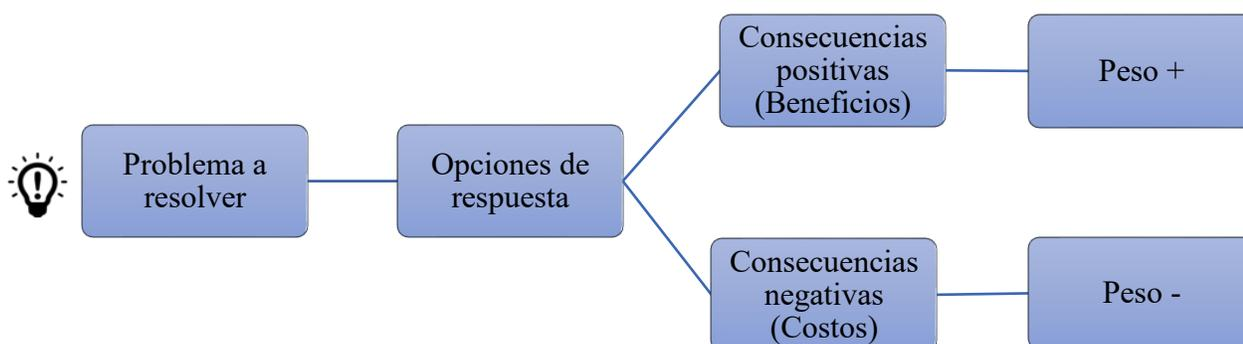 Problema a
resolver
Opciones de
respuesta
Consecuencias
positivas
(Beneficios)
Peso +
Consecuencias
negativas
(Costos)
Peso -